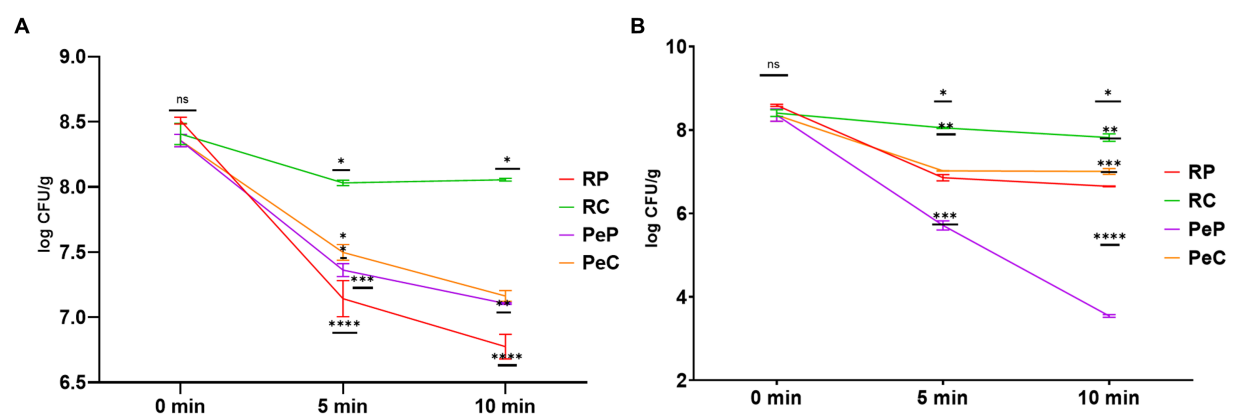 A
9.0
8.5
8.0
7.5
7.0
6.5
log CFU/g
ns
*
*
*
*
***
****
**
****
0 min
5 min
10 min
RP
RC
PeP
PeC
B
10
8
6
4
2
log CFU/g
ns
*
**
***
*
**
***
****
0 min
5 min
10 min
RP
RC
PeP
PeC